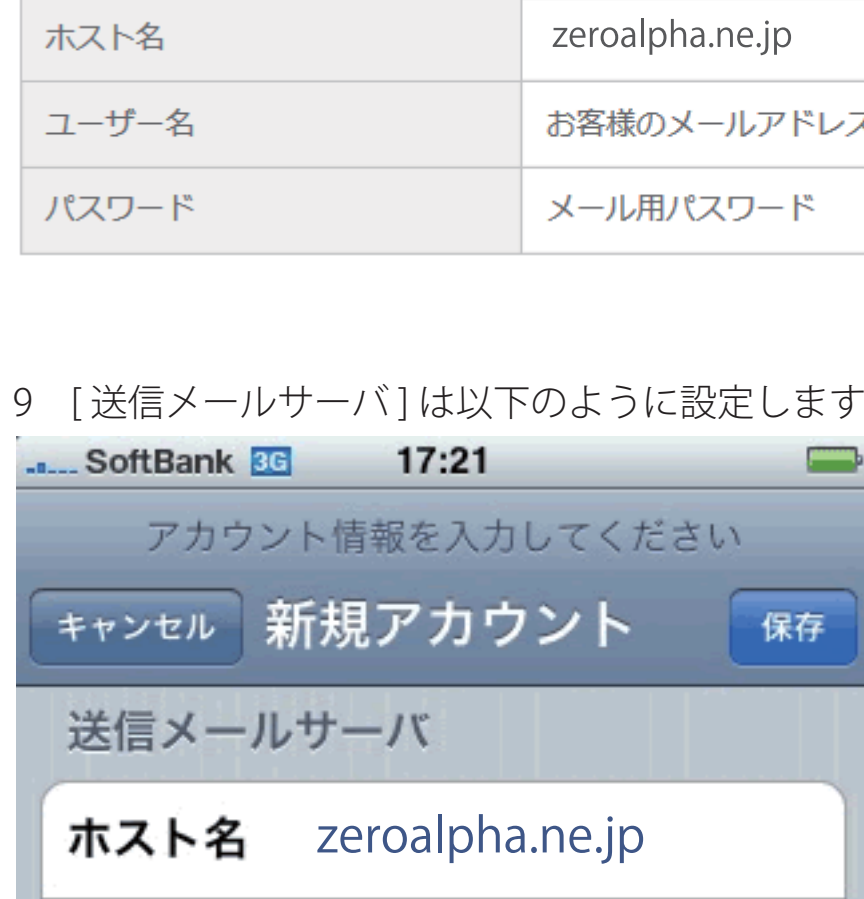 ホスト名 zeroalpha.ne.jp
ユーザー名 お客様のメールアドレス
パスワード メール用パスワード
9 [ 送信メールサーバ ] は以下のように設定します
SoftBank 3G 17:21
アカウント情報を入力してください
キャンセル 新規アカウント 保存
送信メールサーバ
ホスト名 zeroalpha.ne.jp